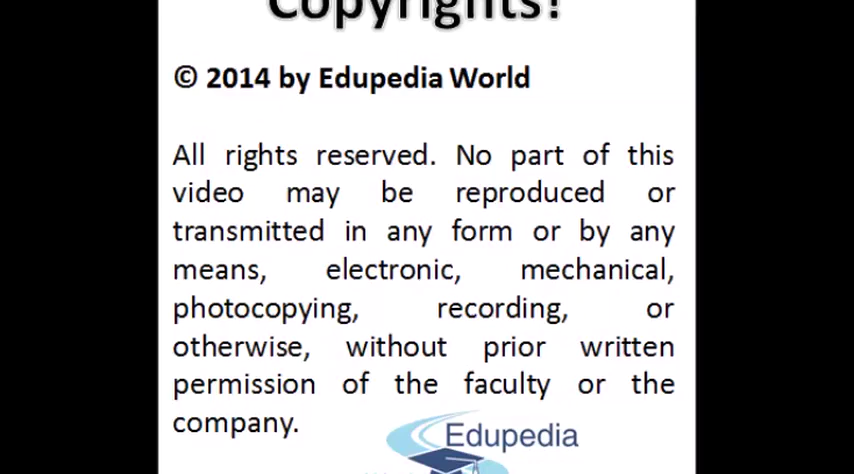 Copyrights!
© 2014 by Edupedia World
All rights reserved. No part of this
video may be reproduced or
transmitted in any form or by any
means, electronic, mechanical,
photocopying, recording, or
otherwise, without prior written
permission of the faculty or the
company.
Edupedia